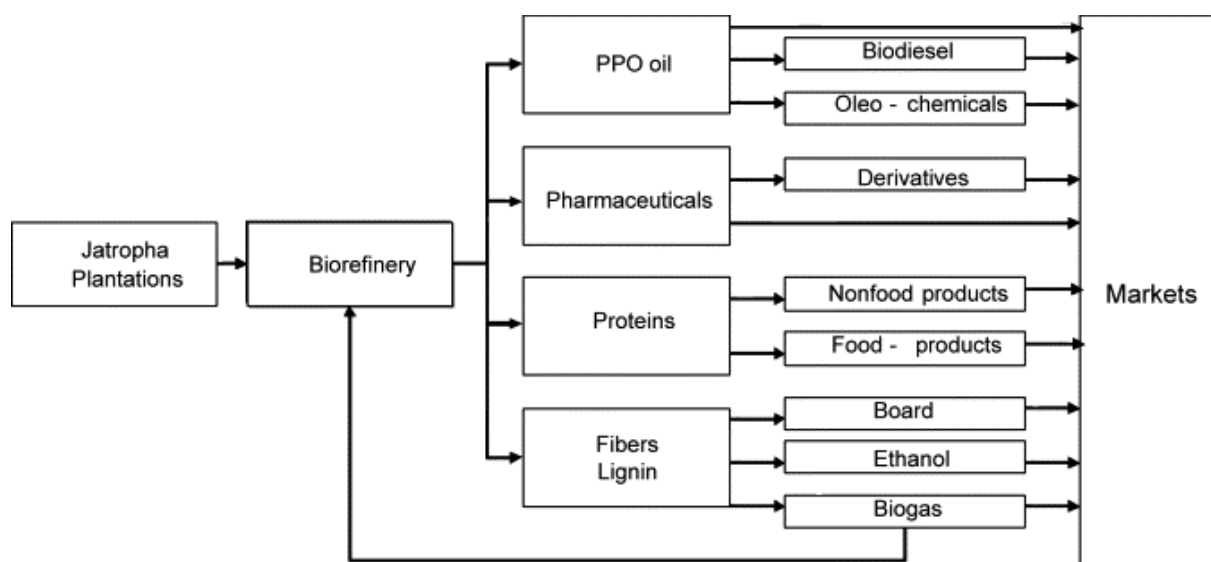 Jatropha
Plantations
Biorefinery
PPO oil
Biodiesel
Oleo - chemicals
Pharmaceuticals
Derivatives
Proteins
Nonfood products
Food - products
Fibers
Lignin
Board
Ethanol
Biogas
Markets